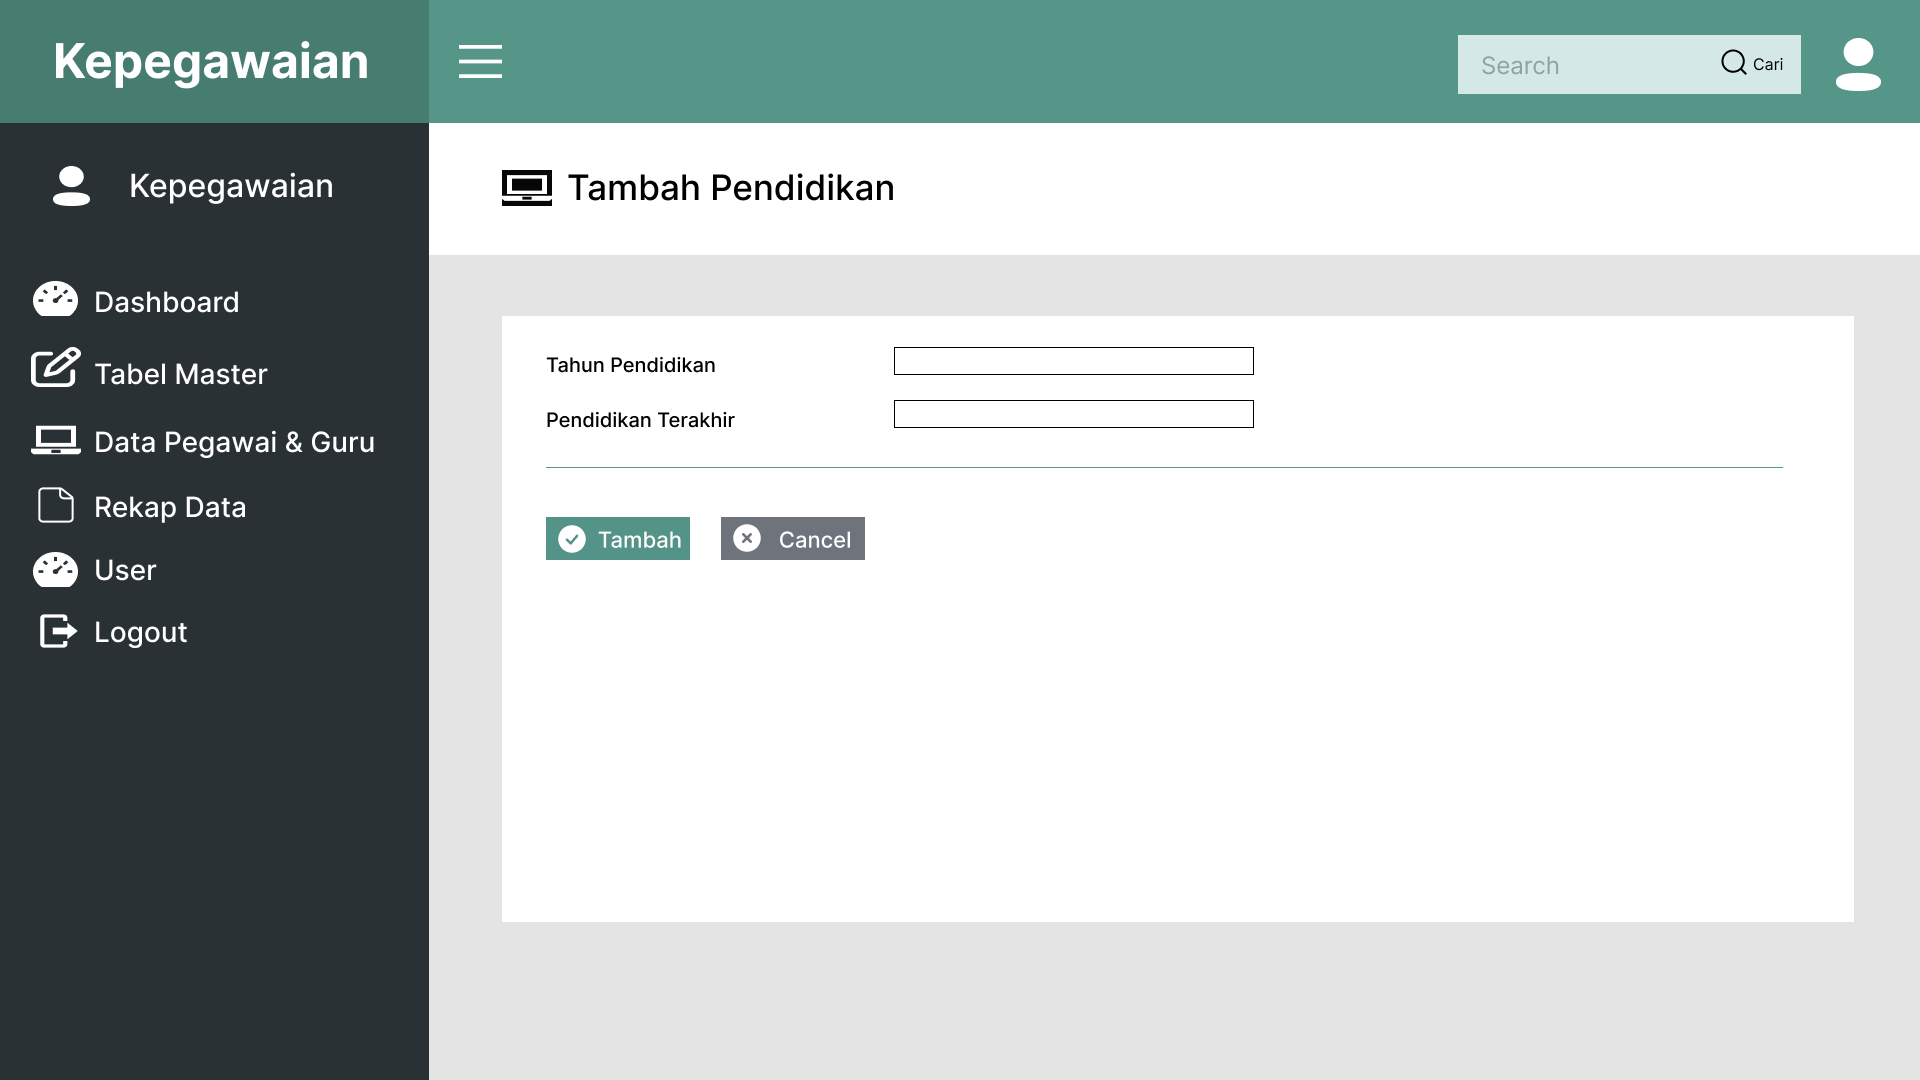 Kepegawaian
Search
Cari
Kepegawaian
Dashboard
Tabel Master
Data Pegawai & Guru
Rekap Data
User
Logout
Tambah Pendidikan
Tahun Pendidikan
Pendidikan Terakhir
Tambah
Cancel